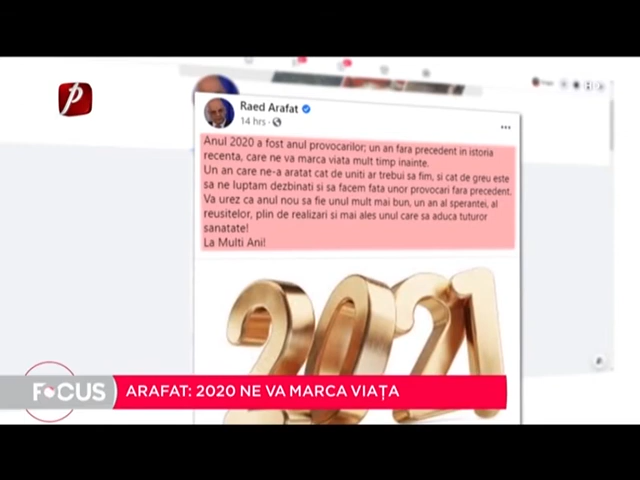 p
HD
Raed Arafat
14 hrs ·
Anul 2020 a fost anul provocarilor; un an fara precedent in istoria
recenta, care ne va marca viata mult timp inainte.
Un an care ne-a aratat cat de uniti ar trebui sa fim, si cat de greu este
sa ne luptam dezbinati si sa facem fata unor provocari fara precedent.
Va urez ca anul nou sa fie unul mult mai bun, un an al sperantei, al
reusitelor, plin de realizari si mai ales unul care sa aduca tuturor
sanatate!
La Multi Ani!
2021
FOCUS
ARAFAT: 2020 NE VA MARCA VIAȚA